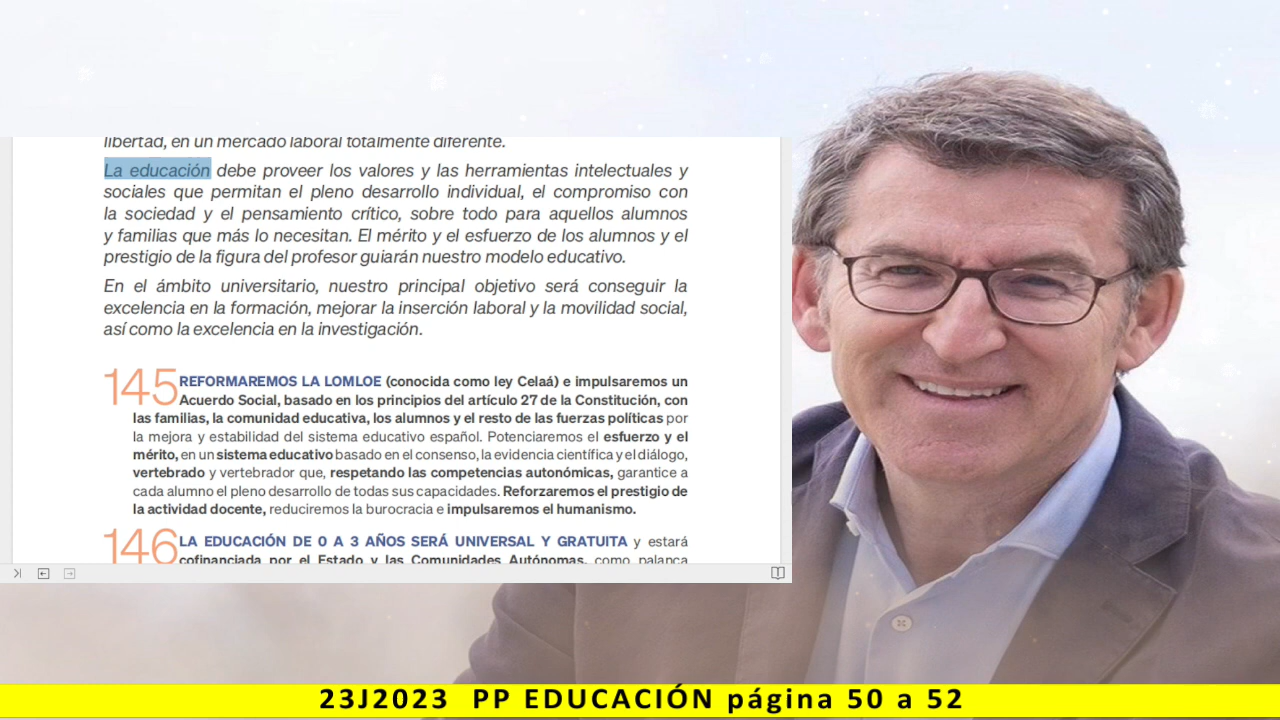 libertad, en un mercado laboral totalmente diferente.
La educación debe proveer los valores y las herramientas intelectuales y
sociales que permitan el pleno desarrollo individual, el compromiso con
la sociedad y el pensamiento crítico, sobre todo para aquellos alumnos
y familias que más lo necesitan. El mérito y el esfuerzo de los alumnos y el
prestigio de la figura del profesor guiarán nuestro modelo educativo.
En el ámbito universitario, nuestro principal objetivo será conseguir la
excelencia en la formación, mejorar la inserción laboral y la movilidad social,
así como la excelencia en la investigación.
145 REFORMAREMOS LA LOMLOE (conocida como ley Celaá) e impulsaremos un
Acuerdo Social, basado en los principios del artículo 27 de la Constitución, con
las familias, la comunidad educativa, los alumnos y el resto de las fuerzas políticas por
la mejora y estabilidad del sistema educativo español. Potenciaremos el esfuerzo y el
mérito, en un sistema educativo basado en el consenso, la evidencia científica y el diálogo,
vertebrado y vertebrador que, respetando las competencias autonómicas, garantice a
cada alumno el pleno desarrollo de todas sus capacidades. Reforzaremos el prestigio de
la actividad docente, reduciremos la burocracia e impulsaremos el humanismo.
146 LA EDUCACIÓN DE 0 A 3 AÑOS SERÁ UNIVERSAL Y GRATUITA y estará
cofinanciada por el Estado y las Comunidades Autónomas, como palanca
23J2023 PP EDUCACIÓN página 50 a 52